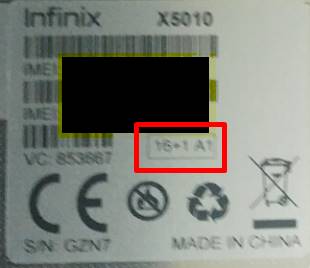 Infinix X5010
IMEI
IMEI
VC: 853667 16+1 A1
CE
S/N: GZN7 MADE IN CHINA